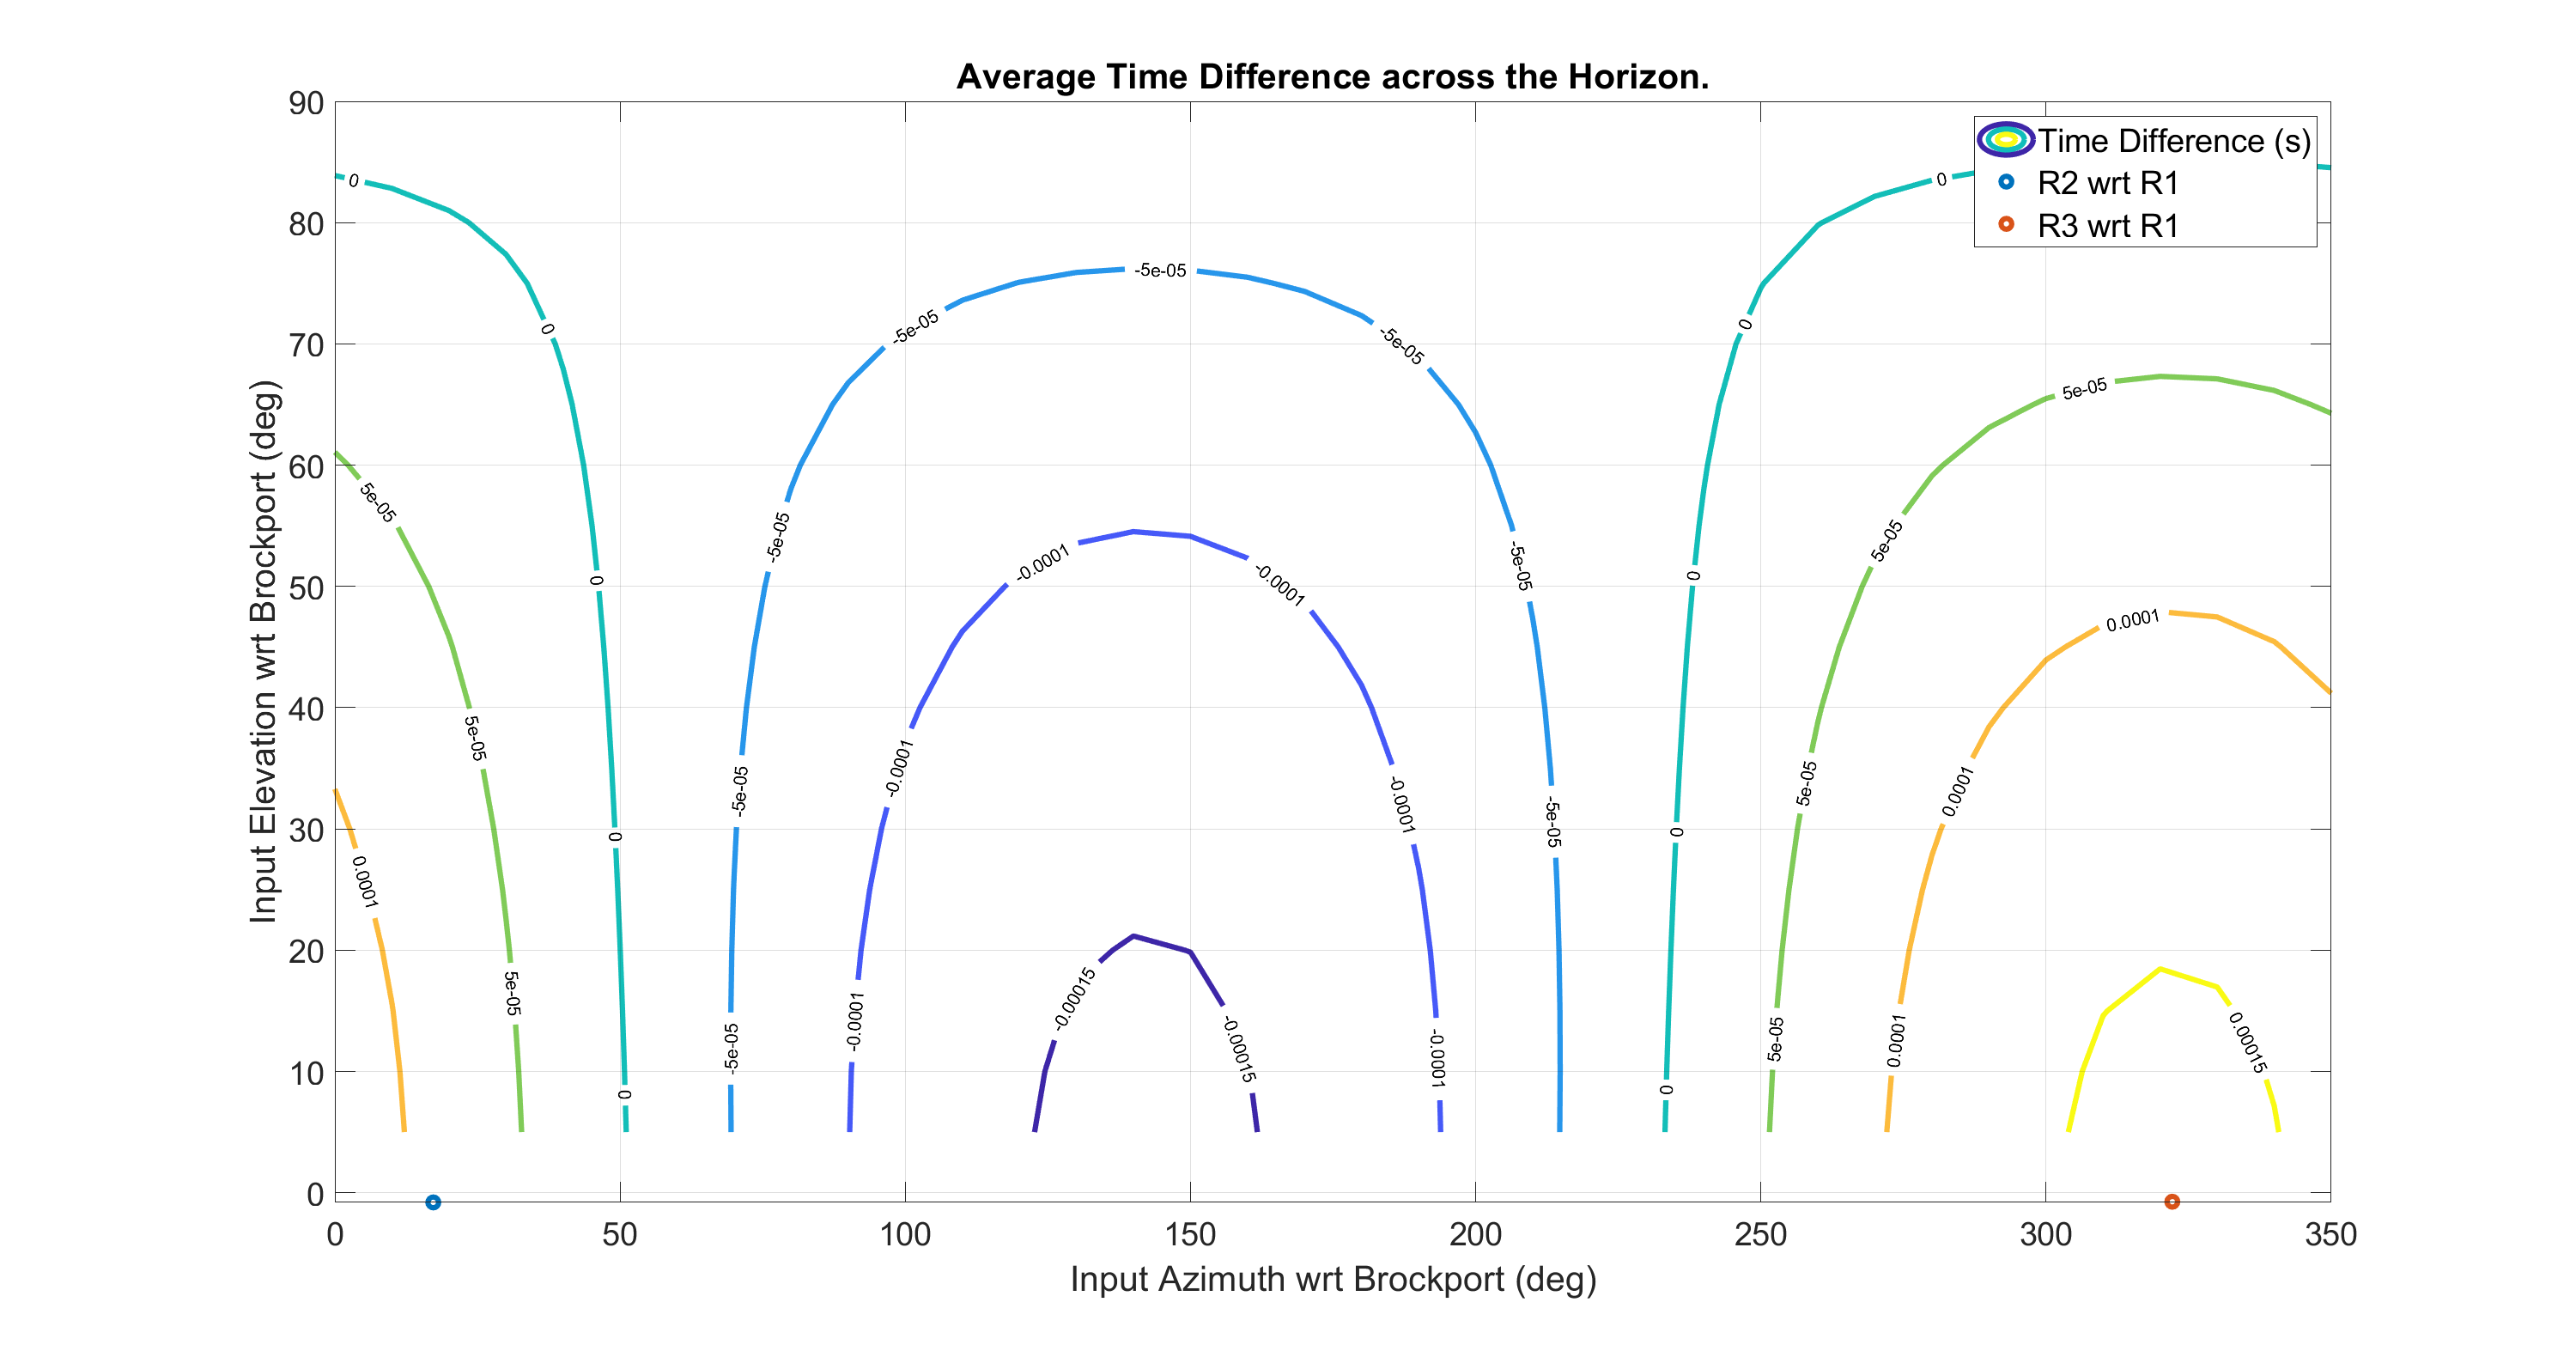 Average Time Difference across the Horizon.
Time Difference (s)
R2 wrt R1
R3 wrt R1
Input Elevation wrt Brockport (deg)
90
80
70
60
50
40
30
20
10
0
0
0
0
0
0
0
0
0
0
0
5e-05
5e-05
5e-05
0.0001
-5e-05
-5e-05
-5e-05
-5e-05
-5e-05
-5e-05
-5e-05
-5e-05
-0.0001
-0.0001
-0.0001
-0.0001
-0.0001
-0.0001
-0.00015
-0.00015
5e-05
5e-05
5e-05
5e-05
0.0001
0.0001
0.0001
0.00015
0 50 100 150 200 250 300 350
Input Azimuth wrt Brockport (deg)